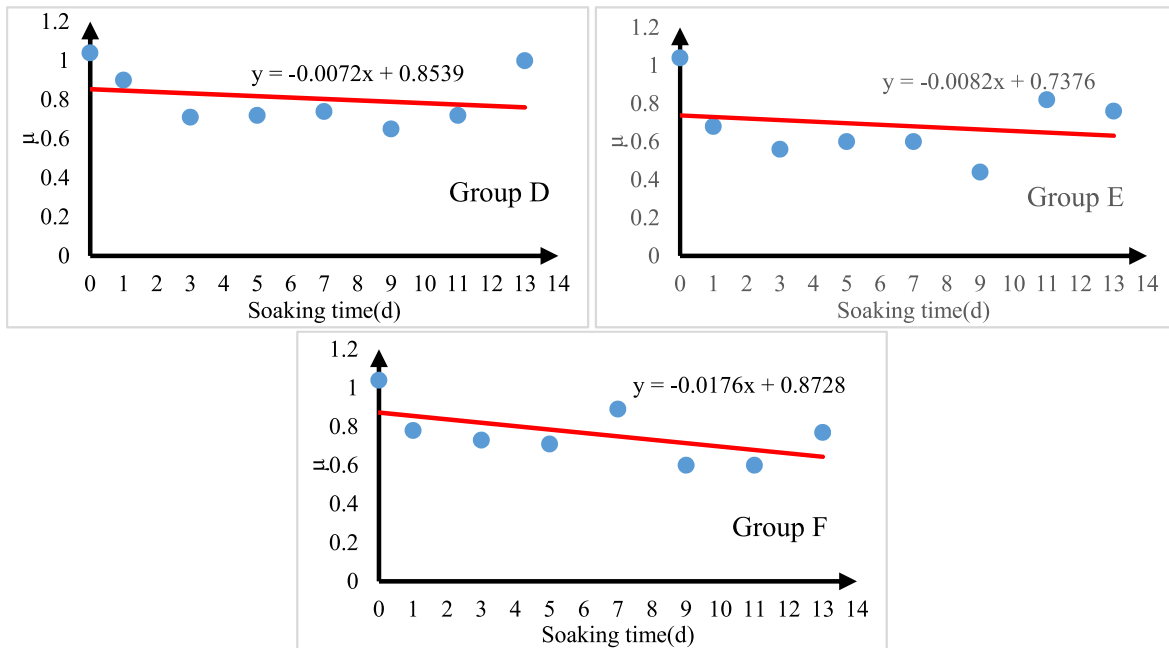 1.2
1
0.8
0.6
0.4
0.2
0
μ
y = -0.0072x + 0.8539
Group D
0 1 2 3 4 5 6 7 8 9 10 11 12 13 14
Soaking time(d)
1.2
1
0.8
0.6
0.4
0.2
0
μ
y = -0.0082x + 0.7376
Group E
0 1 2 3 4 5 6 7 8 9 10 11 12 13 14
Soaking time(d)
1.2
1
0.8
0.6
0.4
0.2
0
μ
y = -0.0176x + 0.8728
Group F
0 1 2 3 4 5 6 7 8 9 10 11 12 13 14
Soaking time(d)